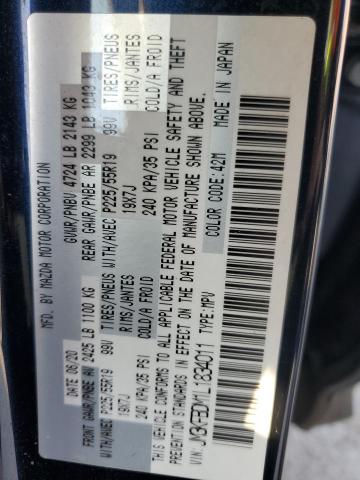 MFD. BY MAZDA MOTOR CORPORATION
DATE 06/20 GVWR/PNBV 4724 LB 2143 KG
FRONT GAWR/PNBE AV 2425 LB 1100 KG REAR GAWR/PNBE AR 2299 LB 1043 KG
TIRES/PNEUS WITH/AVEC P225/55R19 99V TIRES/PNEUS WITH/AVEC P225/55R19 99V
RIMS/JANTES 19X7J RIMS/JANTES 19X7J
COLD/A FROID 240 KPA/35 PSI COLD/A FROID 240 KPA/35 PSI
THIS VEHICLE CONFORMS TO ALL APPLICABLE FEDERAL MOTOR VEHICLE SAFETY AND THEFT
PREVENTION STANDARDS IN EFFECT ON THE DATE OF MANUFACTURE SHOWN ABOVE.
COLOR/COULEUR: 42M MADE IN JAPAN
TYPE: MPV